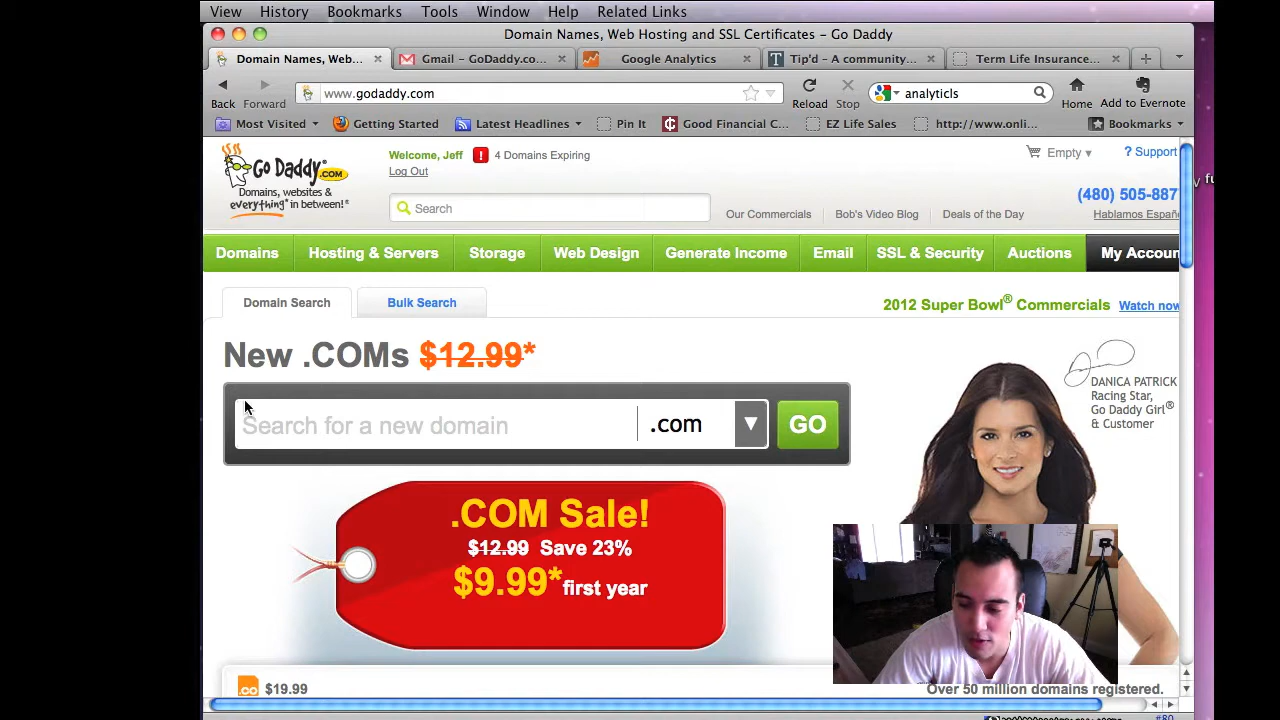 View History Bookmarks Tools Window Help Related Links
Domain Names, Web Hosting and SSL Certificates – Go Daddy
Domain Names, Web... Gmail – GoDaddy.co... Google Analytics Tip'd – A community... Term Life Insurance...
Back Forward www.godaddy.com Reload Stop analyticls Home Add to Evernote
Most Visited Getting Started Latest Headlines Pin It Good Financial C... EZ Life Sales http://www.onli... Bookmarks
Go Daddy .COM
Domains, websites &
everything* in between!®
Welcome, Jeff ! 4 Domains Expiring
Log Out
Empty ? Support
Search
Our Commercials Bob's Video Blog Deals of the Day
(480) 505-887
Hablamos Españ
Domains Hosting & Servers Storage Web Design Generate Income Email SSL & Security Auctions My Accoun
Domain Search Bulk Search
2012 Super Bowl® Commercials Watch now
New .COMs $12.99*
Search for a new domain .com GO
DANICA PATRICK
Racing Star,
Go Daddy Girl®
& Customer
.COM Sale!
$12.99 Save 23%
$9.99* first year
.co $19.99
Over 50 million domains registered.